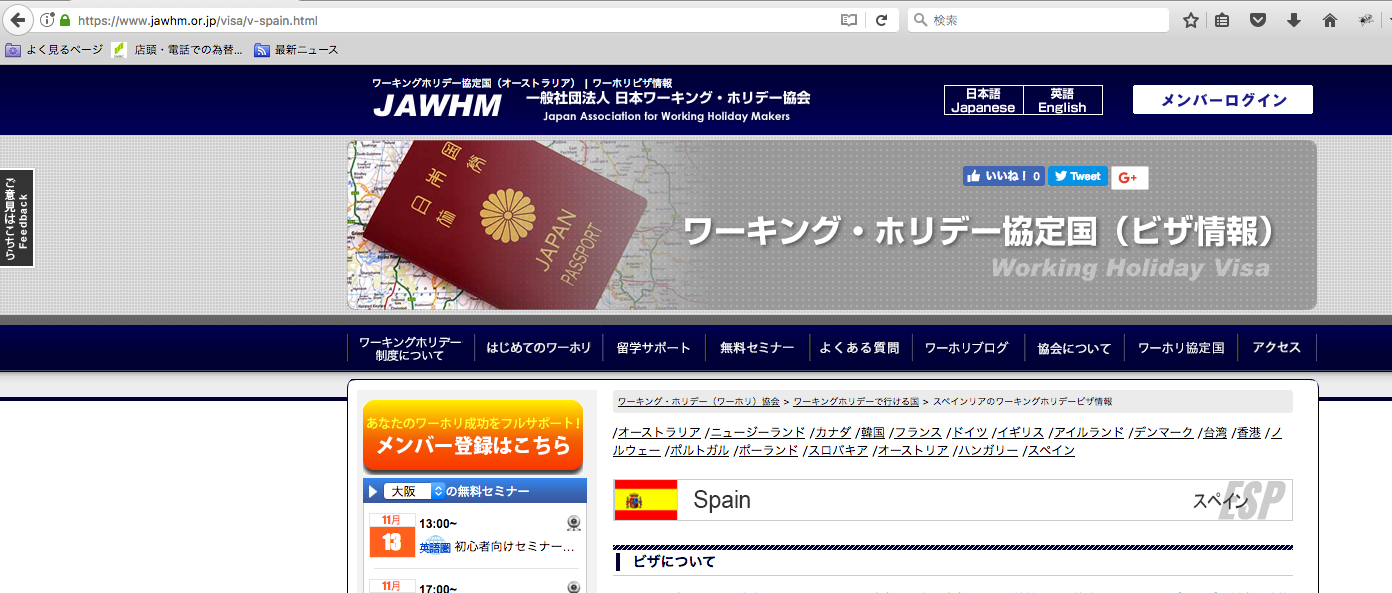 https://www.jawhm.or.jp/visa/v-spain.html
検索
よく見るページ
店頭・電話での為替...
最新ニュース
ワーキングホリデー協定国（オーストラリア） | ワーホリビザ情報
JAWHM
一般社団法人 日本ワーキング・ホリデー協会
Japan Association for Working Holiday Makers
日本語
Japanese
英語
English
メンバーログイン
ご意見はこちら
Feedback
日本国
旅券
JAPAN
PASSPORT
いいね！ 0
Tweet
G+
ワーキング・ホリデー協定国（ビザ情報）
Working Holiday Visa
ワーキングホリデー
制度について
はじめてのワーホリ
留学サポート
無料セミナー
よくある質問
ワーホリブログ
協会について
ワーホリ協定国
アクセス
あなたのワーホリ成功をフルサポート!
メンバー登録はこちら
大阪 の無料セミナー
11月
13
13:00~
英語圏 初心者向けセミナー...
11月
17:00~
ワーキング・ホリデー（ワーホリ）協会 > ワーキングホリデーで行ける国 > スペインリアのワーキングホリデービザ情報
/オーストラリア /ニュージーランド /カナダ /韓国 /フランス /ドイツ /イギリス /アイルランド /デンマーク /台湾 /香港 /ノ
ルウェー /ポルトガル /ポーランド /スロバキア /オーストリア /ハンガリー /スペイン
Spain
スペイン
ESP
ビザについて